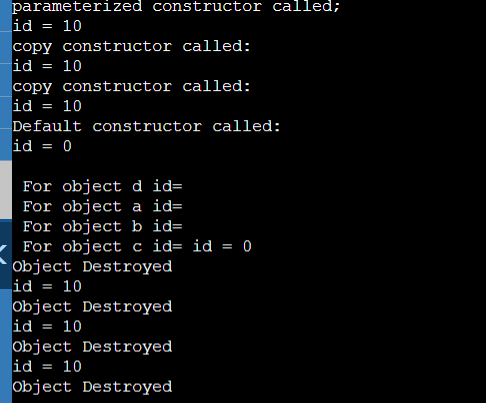 parameterized constructor called;
id = 10
copy constructor called:
id = 10
copy constructor called:
id = 10
Default constructor called:
id = 0
For object d id=
For object a id=
For object b id=
For object c id= id = 0
Object Destroyed
id = 10
Object Destroyed
id = 10
Object Destroyed
id = 10
Object Destroyed